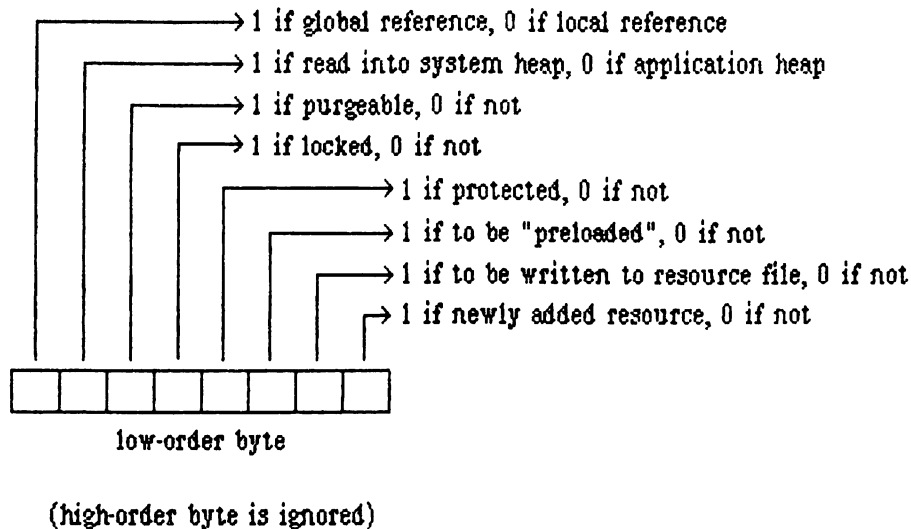 1 if global reference, 0 if local reference
1 if read into system heap, 0 if application heap
1 if purgeable, 0 if not
1 if locked, 0 if not
1 if protected, 0 if not
1 if to be "preloaded", 0 if not
1 if to be written to resource file, 0 if not
1 if newly added resource, 0 if not
low-order byte
(high-order byte is ignored)